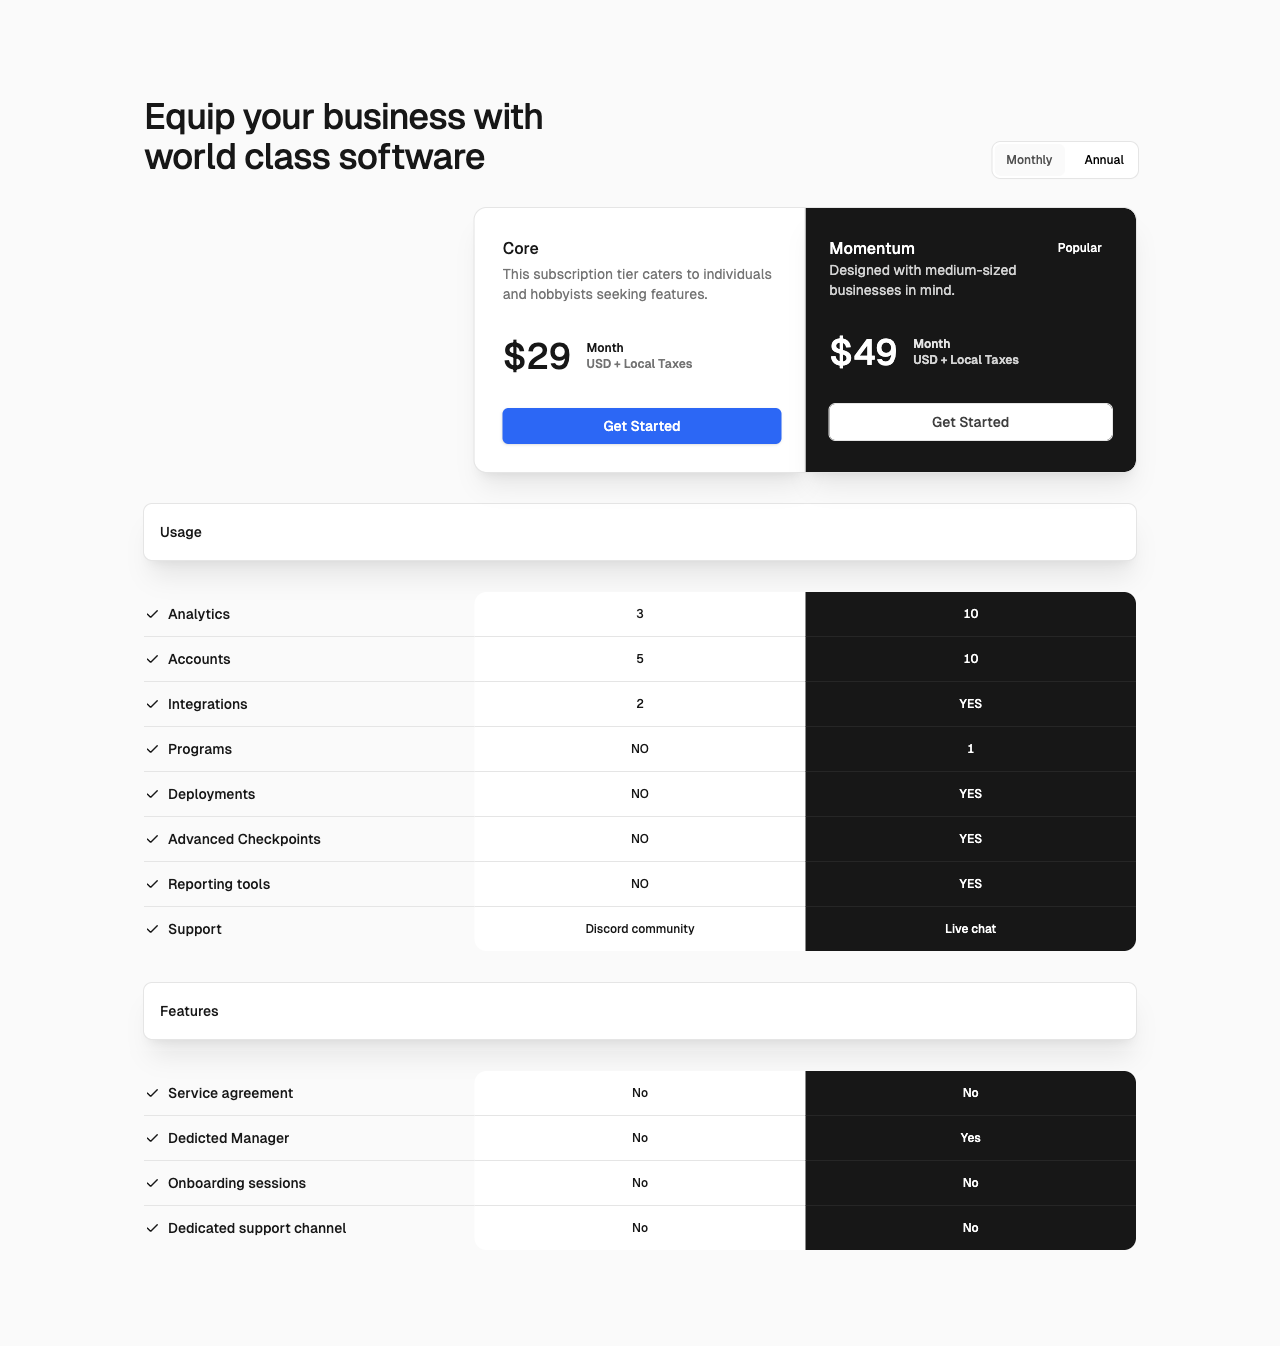 Equip your business with
world class software
Monthly
Annual
Core
This subscription tier caters to individuals
and hobbyists seeking features.
$29
Month
USD + Local Taxes
Get Started
Momentum
Popular
Designed with medium-sized
businesses in mind.
$49
Month
USD + Local Taxes
Get Started
Usage
Analytics 3 10
Accounts 5 10
Integrations 2 YES
Programs NO 1
Deployments NO YES
Advanced Checkpoints NO YES
Reporting tools NO YES
Support Discord community Live chat
Features
Service agreement No No
Dedicted Manager No Yes
Onboarding sessions No No
Dedicated support channel No No